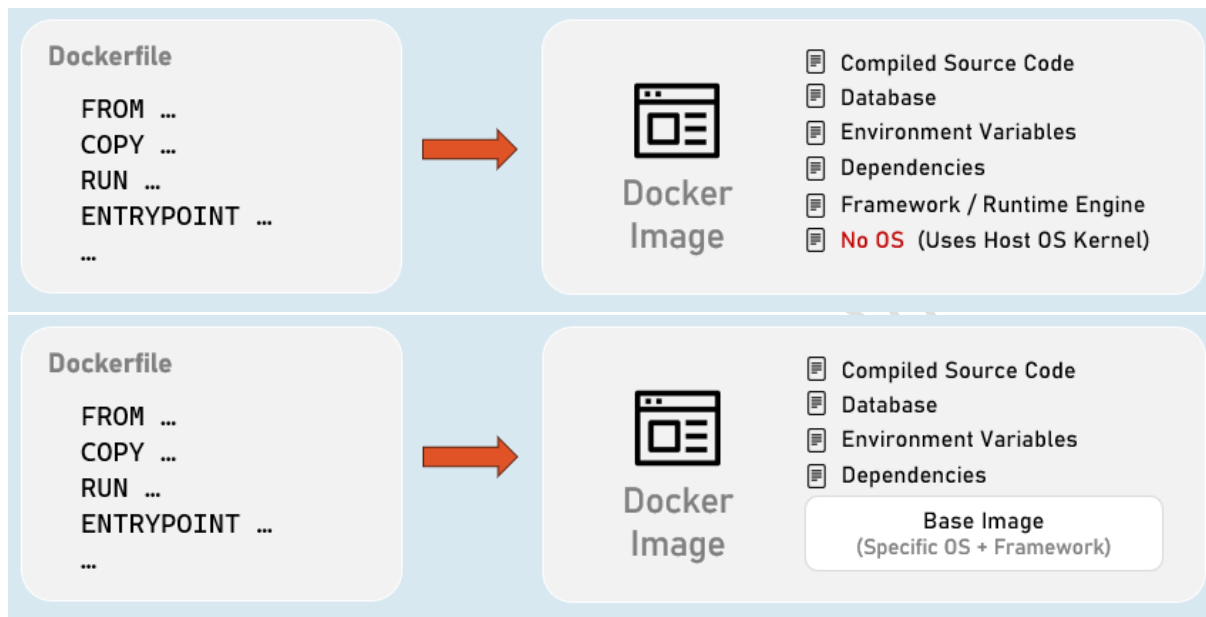 Dockerfile
FROM …
COPY …
RUN …
ENTRYPOINT …
…
Docker
Image
Compiled Source Code
Database
Environment Variables
Dependencies
Framework / Runtime Engine
No OS (Uses Host OS Kernel)
Dockerfile
FROM …
COPY …
RUN …
ENTRYPOINT …
…
Docker
Image
Compiled Source Code
Database
Environment Variables
Dependencies
Base Image
(Specific OS + Framework)